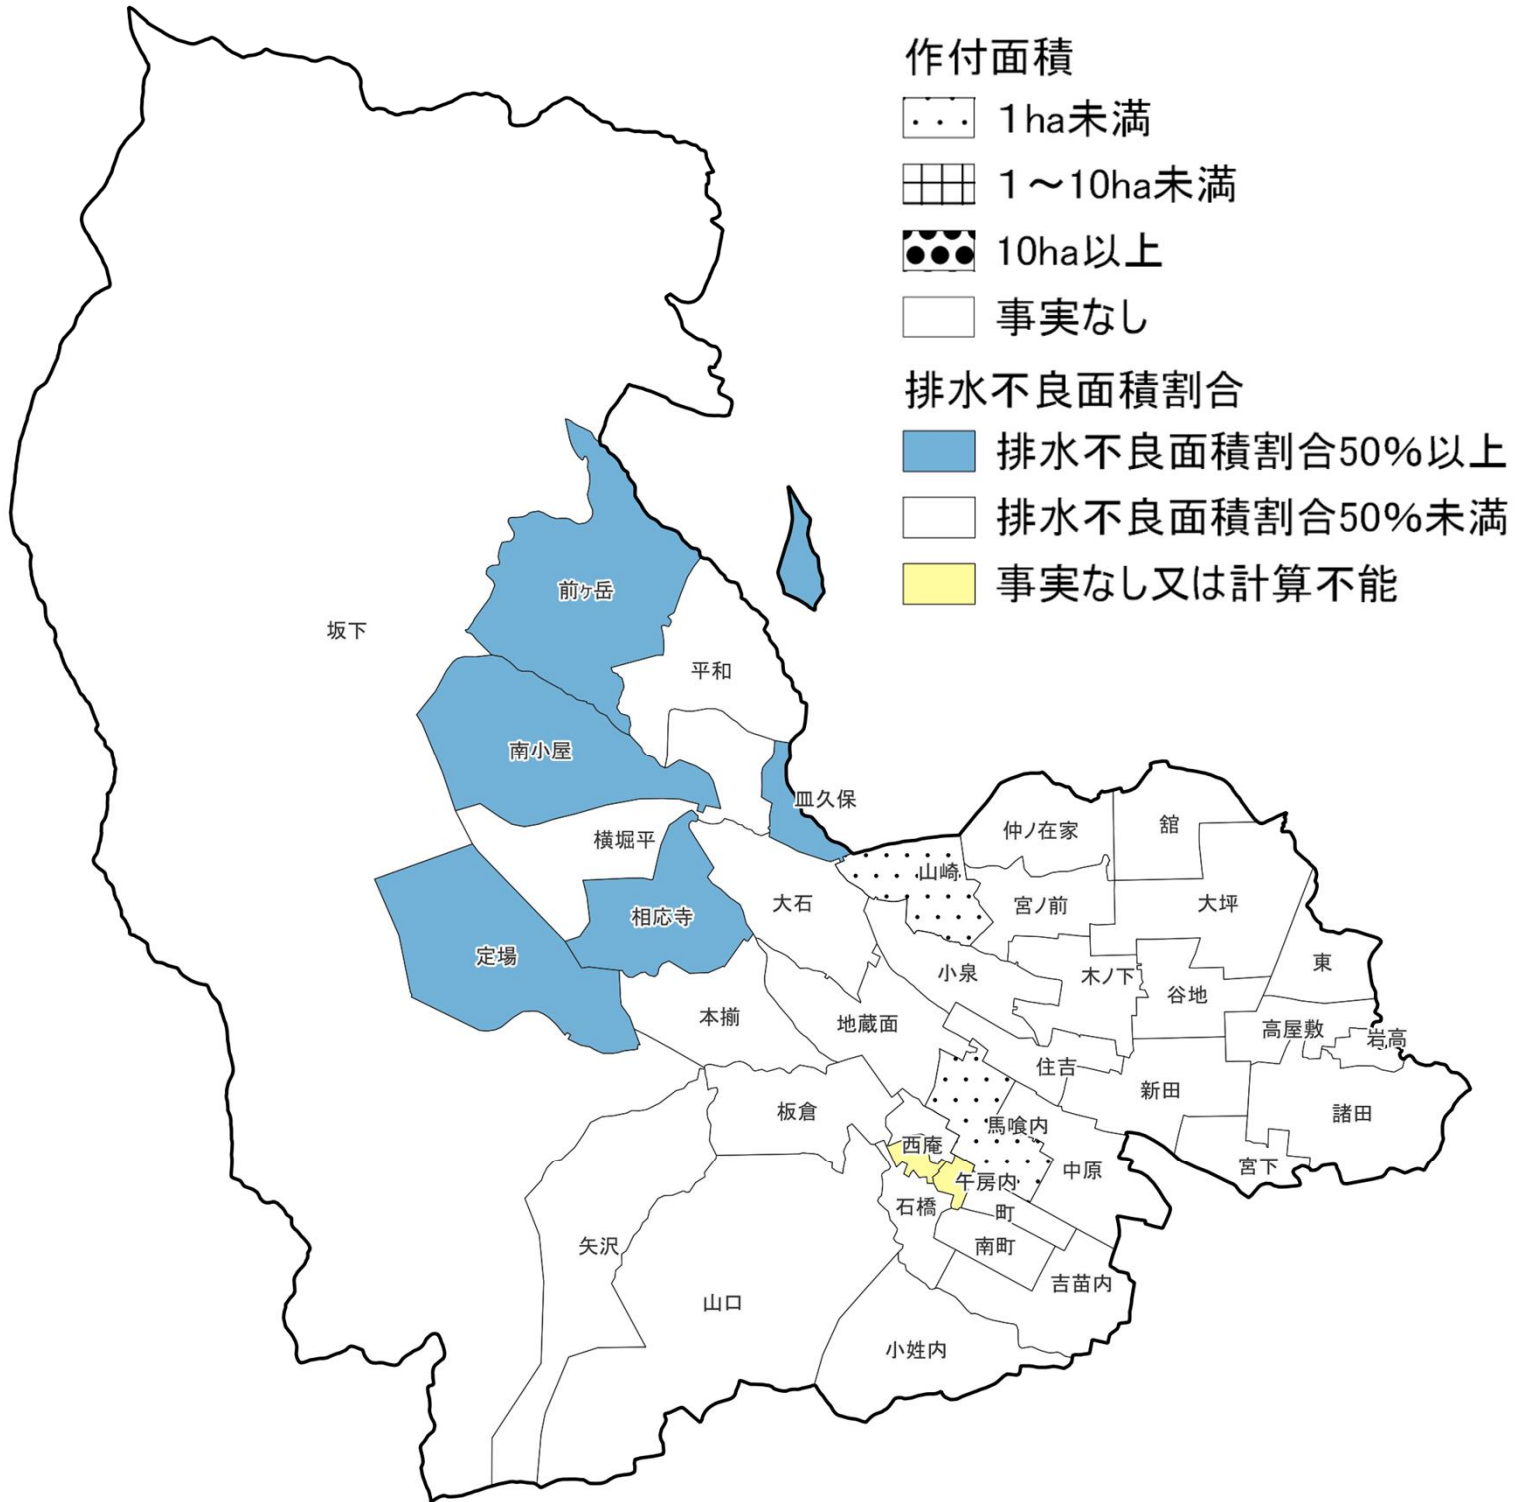 作付面積
1ha未満
1～10ha未満
10ha以上
事実なし
排水不良面積割合
排水不良面積割合50%以上
排水不良面積割合50%未満
事実なし又は計算不能
前ヶ岳
坂下
平和
南小屋
皿久保
横堀平
仲ノ在家
舘
山崎
大石
宮ノ前
大坪
相応寺
定場
小泉
木ノ下
東
谷地
本揃
地蔵面
高屋敷
岩高
住吉
新田
板倉
馬喰内
諸田
西庵
中原
宮下
午房内
石橋
町
矢沢
南町
吉苗内
山口
小姓内